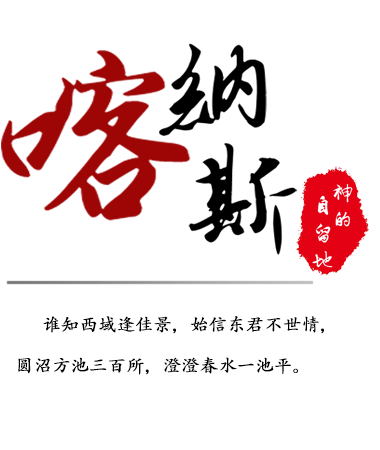 喀纳斯
神的
自留地
谁知西域逢佳景，始信东君不世情，
圆沼方池三百所，澄澄春水一池平。